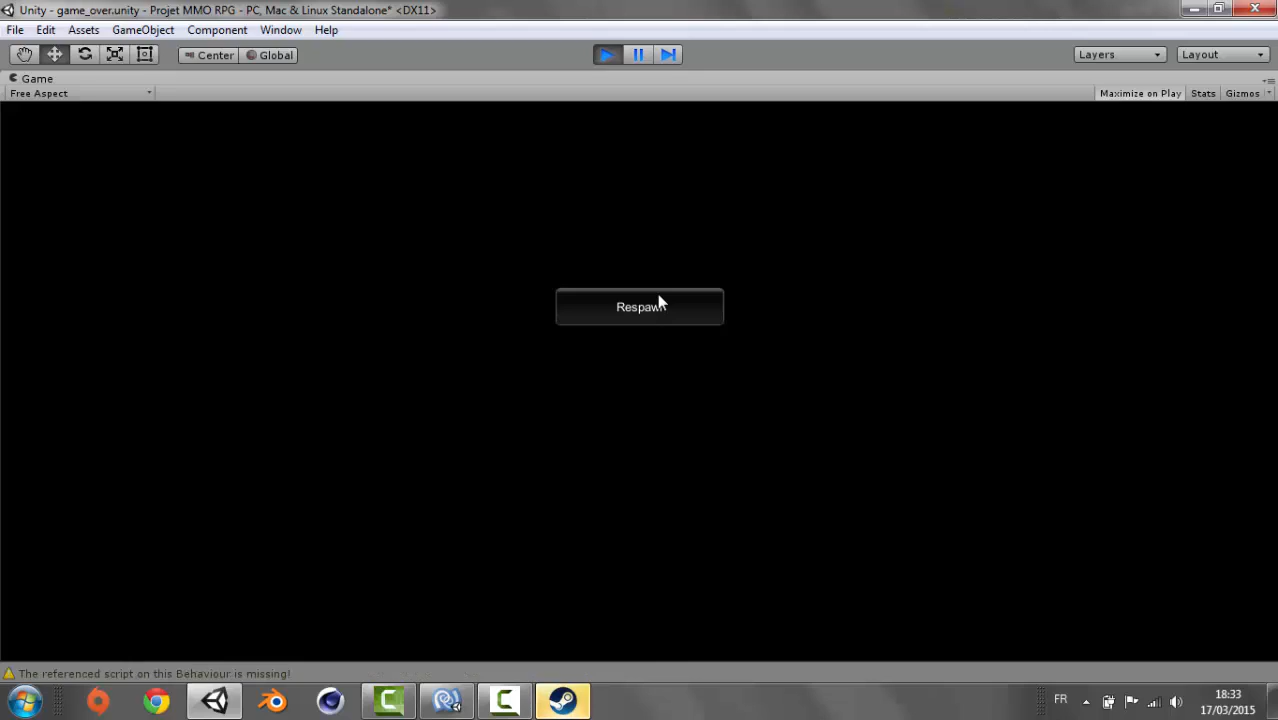 Unity - game_over.unity - Projet MMO RPG - PC, Mac & Linux Standalone* <DX11>
File Edit Assets GameObject Component Window Help
Center Global Layers Layout
Game
Free Aspect Maximize on Play Stats Gizmos
Respawn
The referenced script on this Behaviour is missing!
FR 18:33
17/03/2015